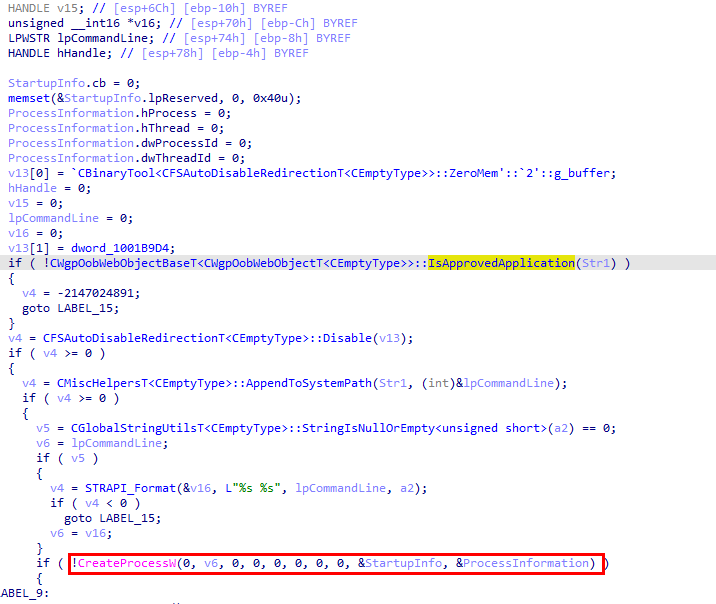 HANDLE v15; // [esp+6Ch] [ebp-10h] BYREF
unsigned __int16 *v16; // [esp+70h] [ebp-Ch] BYREF
LPWSTR lpCommandLine; // [esp+74h] [ebp-8h] BYREF
HANDLE hHandle; // [esp+78h] [ebp-4h] BYREF
StartupInfo.cb = 0;
memset(&StartupInfo.lpReserved, 0, 0x40u);
ProcessInformation.hProcess = 0;
ProcessInformation.hThread = 0;
ProcessInformation.dwProcessId = 0;
ProcessInformation.dwThreadId = 0;
v13[0] = `CBinaryTool<CFSAutoDisableRedirectionT<CEmptyType>>::ZeroMem'::`2'::g_buffer;
hHandle = 0;
v15 = 0;
lpCommandLine = 0;
v16 = 0;
v13[1] = dword_1001B9D4;
if ( !CWgpOobWebObjectBaseT<CWgpOobWebObjectT<CEmptyType>>::IsApprovedApplication(Str1) )
{
v4 = -2147024891;
goto LABEL_15;
}
v4 = CFSAutoDisableRedirectionT<CEmptyType>::Disable(v13);
if ( v4 >= 0 )
{
v4 = CMiscHelpersT<CEmptyType>::AppendToSystemPath(Str1, (int)&lpCommandLine);
if ( v4 >= 0 )
{
v5 = CGlobalStringUtilsT<CEmptyType>::StringIsNullOrEmpty<unsigned short>(a2) == 0;
v6 = lpCommandLine;
if ( v5 )
{
v4 = STRAPI_Format(&v16, L"%s %s", lpCommandLine, a2);
if ( v4 < 0 )
goto LABEL_15;
v6 = v16;
}
if ( !CreateProcessW(0, v6, 0, 0, 0, 0, 0, 0, &StartupInfo, &ProcessInformation) )
{
ABEL_9: